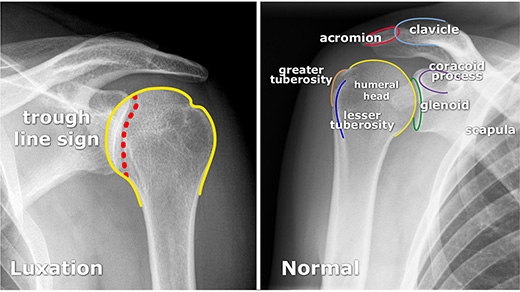 trough
line sign
Luxation
acromion
clavicle
greater
tuberosity
coracoid
process
humeral
head
glenoid
lesser
tuberosity
scapula
Normal